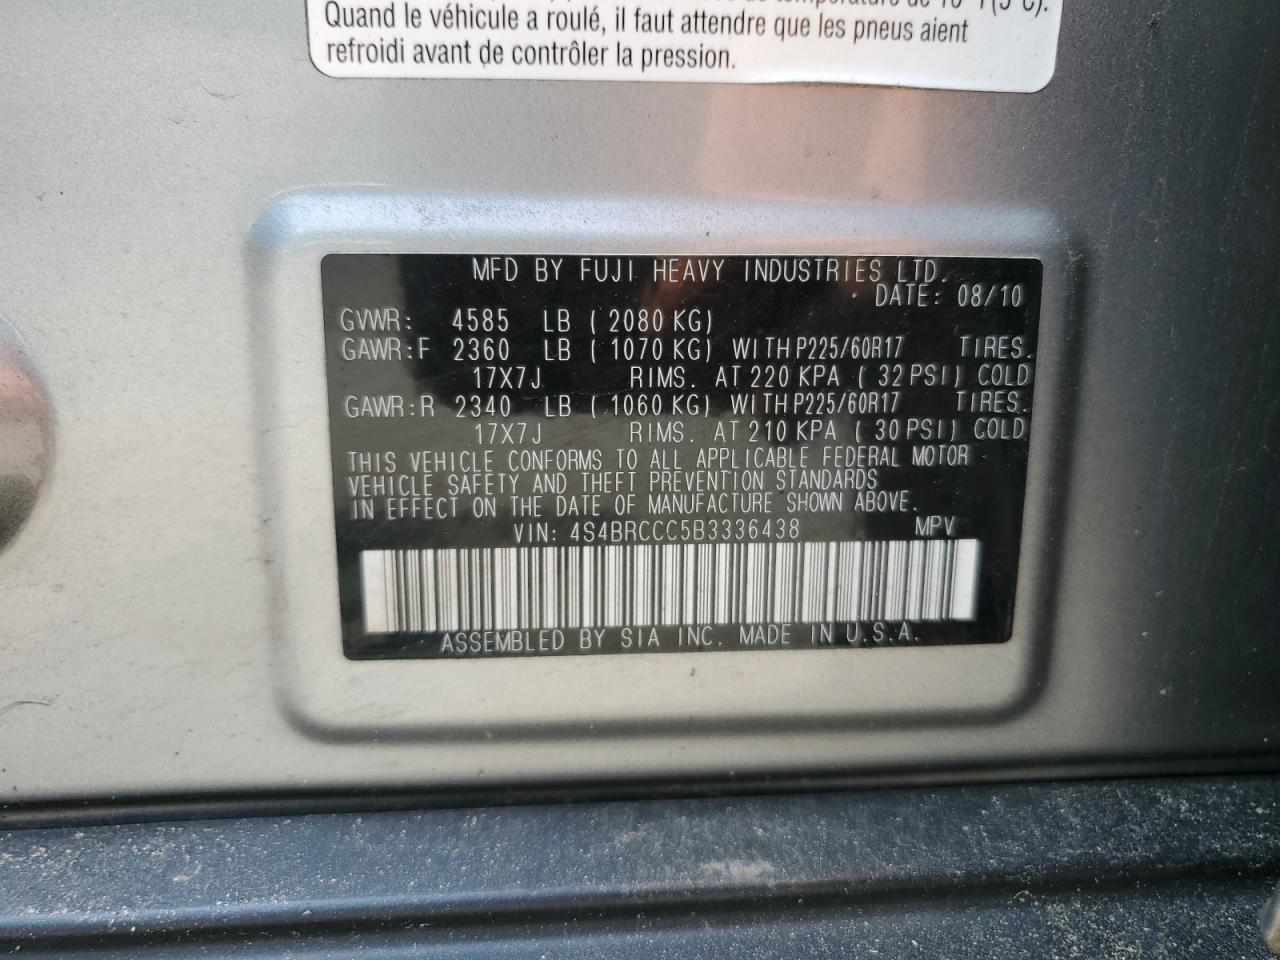 température de 18°F(5°C).
Quand le véhicule a roulé, il faut attendre que les pneus aient
refroidi avant de contrôler la pression.
MFD BY FUJI HEAVY INDUSTRIES LTD.
DATE: 08/10
GVWR: 4585 LB ( 2080 KG)
GAWR:F 2360 LB ( 1070 KG) WITH P225/60R17 TIRES.
17X7J RIMS. AT 220 KPA ( 32 PSI) COLD
GAWR:R 2340 LB ( 1060 KG) WITH P225/60R17 TIRES.
17X7J RIMS. AT 210 KPA ( 30 PSI) COLD
THIS VEHICLE CONFORMS TO ALL APPLICABLE FEDERAL MOTOR
VEHICLE SAFETY AND THEFT PREVENTION STANDARDS
IN EFFECT ON THE DATE OF MANUFACTURE SHOWN ABOVE.
VIN: 4S4BRCCC5B3336438 MPV
ASSEMBLED BY SIA INC. MADE IN U.S.A.